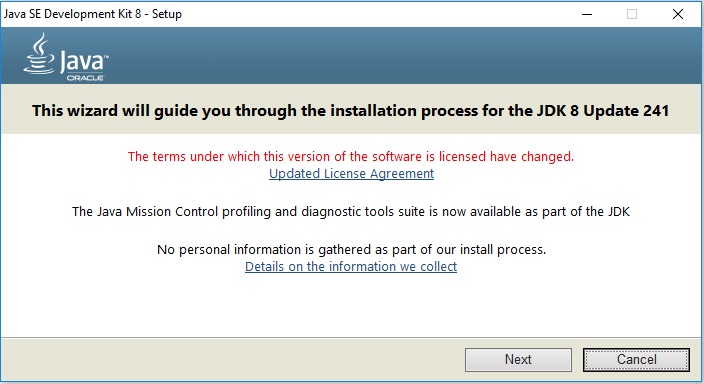 Java SE Development Kit 8 - Setup
Java™
ORACLE
This wizard will guide you through the installation process for the JDK 8 Update 241
The terms under which this version of the software is licensed have changed.
Updated License Agreement
The Java Mission Control profiling and diagnostic tools suite is now available as part of the JDK
No personal information is gathered as part of our install process.
Details on the information we collect
Next
Cancel